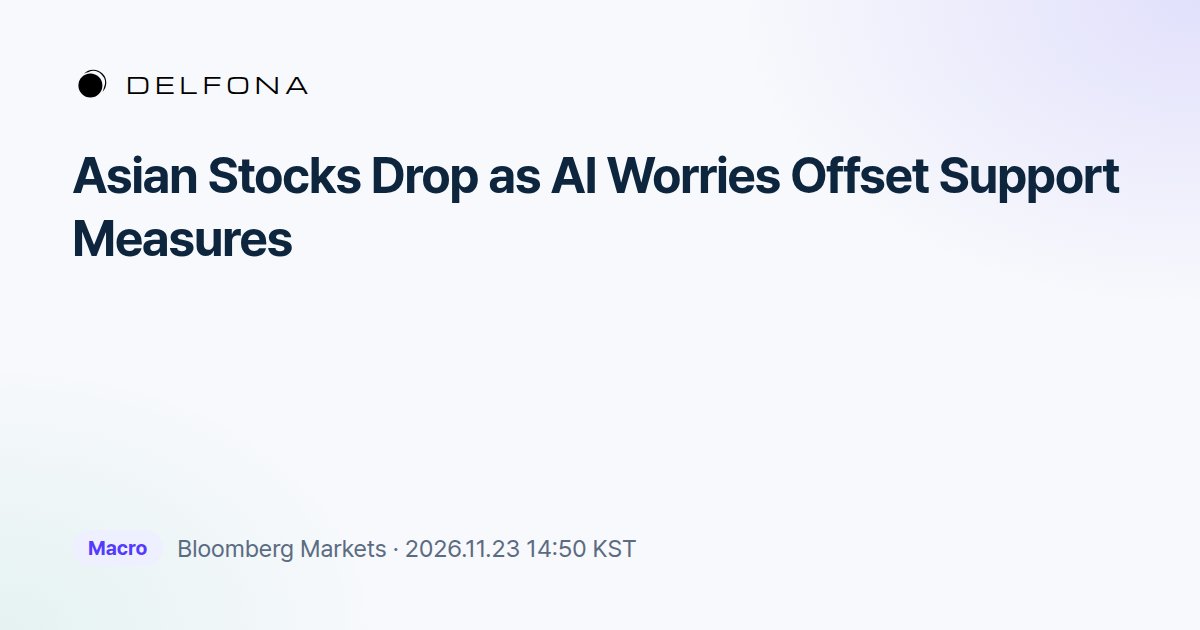 DELFONA
Asian Stocks Drop as AI Worries Offset Support
Measures
Macro Bloomberg Markets · 2026.11.23 14:50 KST